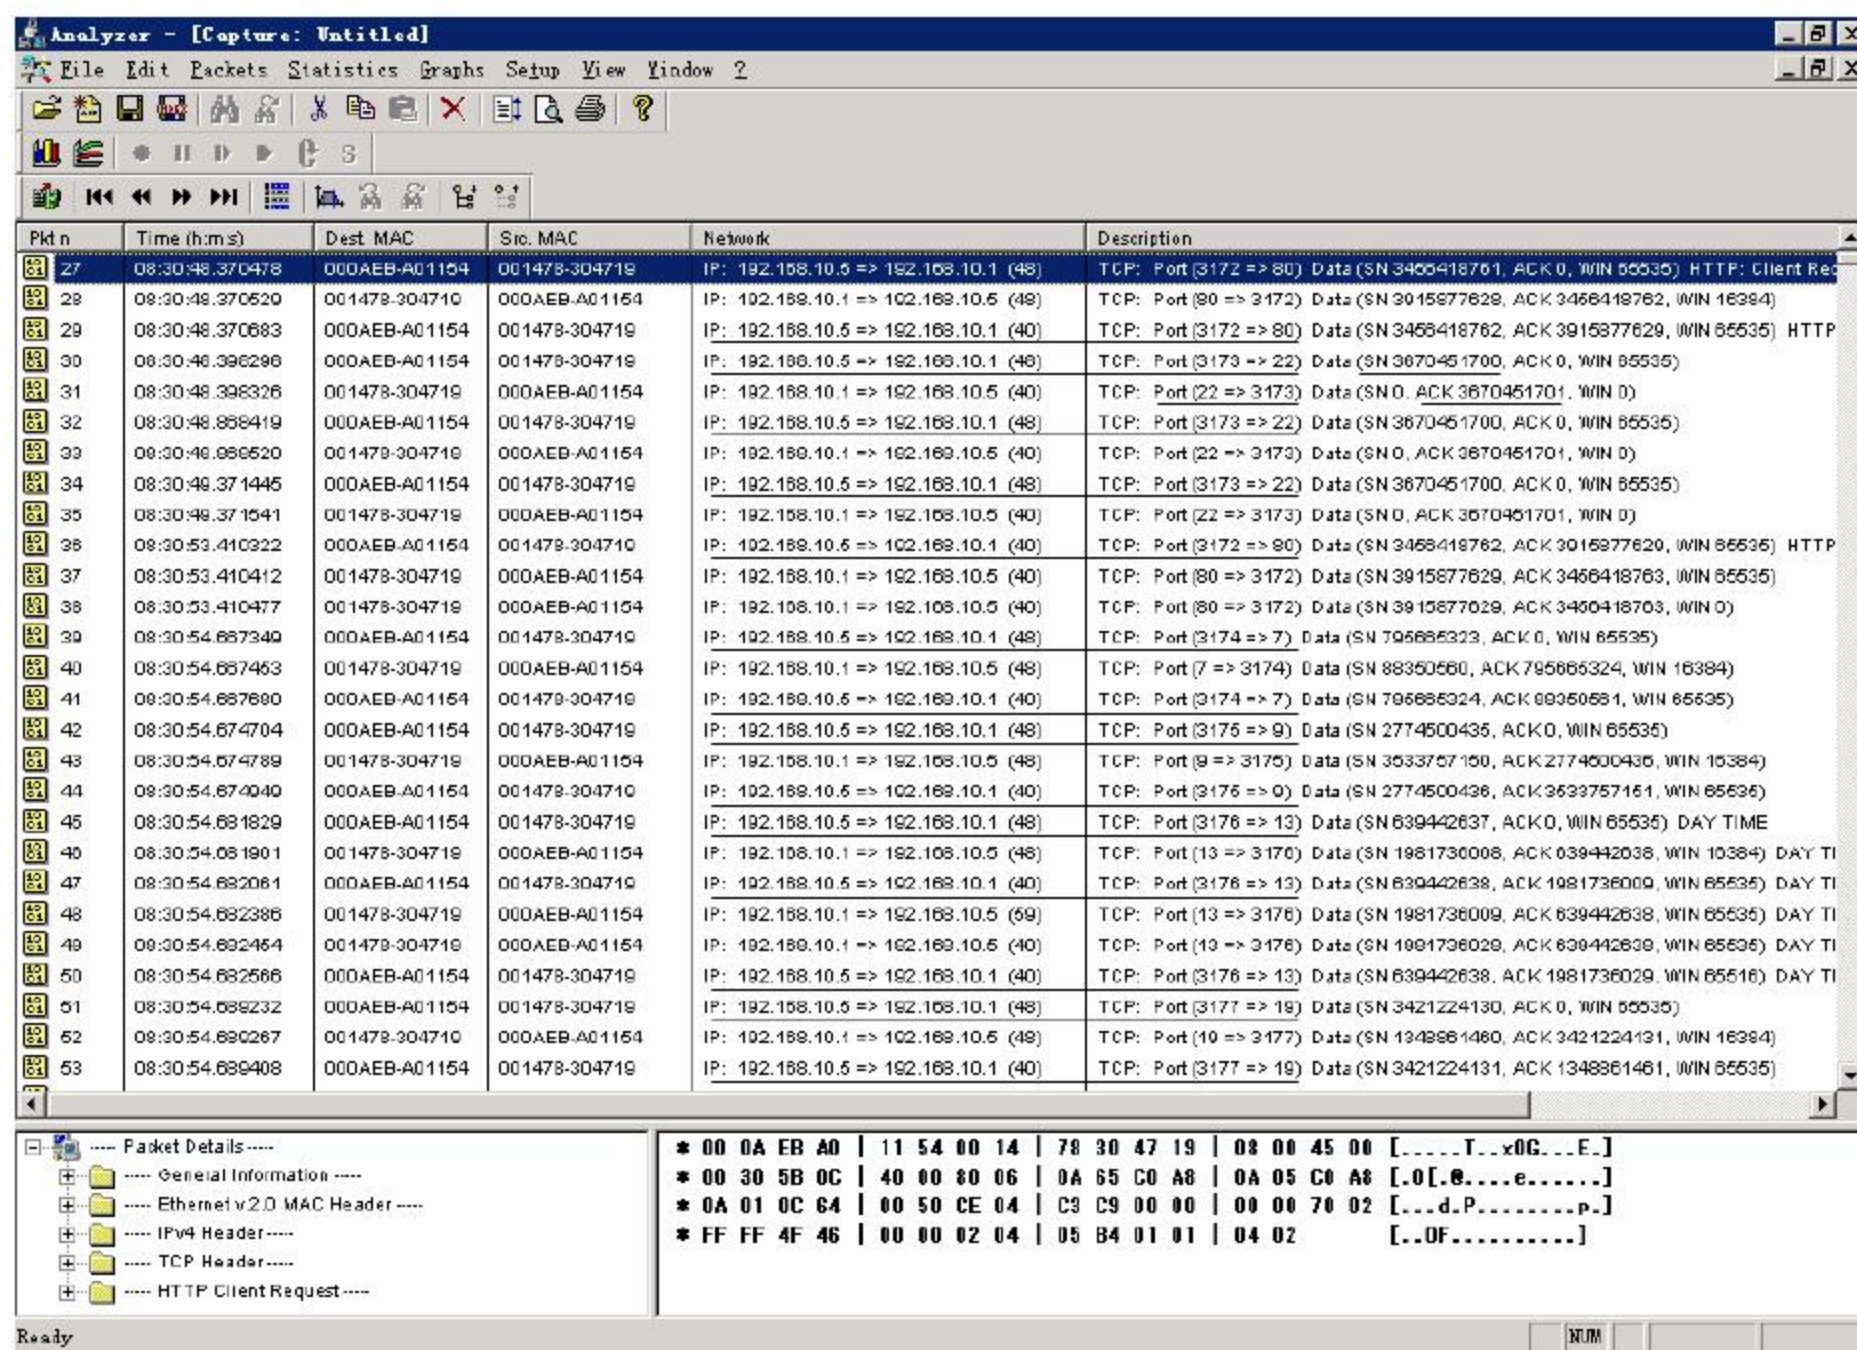 Analyzer - [Capture: Untitled]
File Edit Packets Statistics Graphs Setup View Window ?
Pkt n Time (h:m:s) Dest. MAC Src. MAC Network Description
27 08:30:48.370478 000AEB-A01154 001478-304719 IP: 192.168.10.5 => 192.168.10.1 (48) TCP: Port (3172 => 80) Data (SN 3456418761, ACK 0, WIN 65535) HTTP: Client Rec
28 08:30:48.370529 001478-304719 000AEB-A01154 IP: 192.168.10.1 => 192.168.10.5 (48) TCP: Port (80 => 3172) Data (SN 3915877628, ACK 3456418762, WIN 16384)
29 08:30:48.370683 000AEB-A01154 001478-304719 IP: 192.168.10.5 => 192.168.10.1 (40) TCP: Port (3172 => 80) Data (SN 3456418762, ACK 3915877629, WIN 65535) HTTP
30 08:30:48.398296 000AEB-A01154 001478-304719 IP: 192.168.10.5 => 192.168.10.1 (48) TCP: Port (3173 => 22) Data (SN 3670451700, ACK 0, WIN 65535)
31 08:30:48.398326 001478-304719 000AEB-A01154 IP: 192.168.10.1 => 192.168.10.5 (40) TCP: Port (22 => 3173) Data (SN 0, ACK 3670451701, WIN 0)
32 08:30:48.868419 000AEB-A01154 001478-304719 IP: 192.168.10.5 => 192.168.10.1 (48) TCP: Port (3173 => 22) Data (SN 3670451700, ACK 0, WIN 65535)
33 08:30:48.868520 001478-304719 000AEB-A01154 IP: 192.168.10.1 => 192.168.10.5 (40) TCP: Port (22 => 3173) Data (SN 0, ACK 3670451701, WIN 0)
34 08:30:49.371445 000AEB-A01154 001478-304719 IP: 192.168.10.5 => 192.168.10.1 (48) TCP: Port (3173 => 22) Data (SN 3670451700, ACK 0, WIN 65535)
35 08:30:49.371541 001478-304719 000AEB-A01154 IP: 192.168.10.1 => 192.168.10.5 (40) TCP: Port (22 => 3173) Data (SN 0, ACK 3670451701, WIN 0)
36 08:30:53.410322 000AEB-A01154 001478-304719 IP: 192.168.10.5 => 192.168.10.1 (40) TCP: Port (3172 => 80) Data (SN 3456418762, ACK 3915877629, WIN 65535) HTTP
37 08:30:53.410412 001478-304719 000AEB-A01154 IP: 192.168.10.1 => 192.168.10.5 (40) TCP: Port (80 => 3172) Data (SN 3915877629, ACK 3456418763, WIN 65535)
38 08:30:53.410477 001478-304719 000AEB-A01154 IP: 192.168.10.1 => 192.168.10.5 (40) TCP: Port (80 => 3172) Data (SN 3915877629, ACK 3456418763, WIN 0)
39 08:30:54.667349 000AEB-A01154 001478-304719 IP: 192.168.10.5 => 192.168.10.1 (48) TCP: Port (3174 => 7) Data (SN 795665323, ACK 0, WIN 65535)
40 08:30:54.667453 001478-304719 000AEB-A01154 IP: 192.168.10.1 => 192.168.10.5 (48) TCP: Port (7 => 3174) Data (SN 88350560, ACK 795665324, WIN 16384)
41 08:30:54.667680 000AEB-A01154 001478-304719 IP: 192.168.10.5 => 192.168.10.1 (40) TCP: Port (3174 => 7) Data (SN 795665324, ACK 88350561, WIN 65535)
42 08:30:54.674704 000AEB-A01154 001478-304719 IP: 192.168.10.5 => 192.168.10.1 (48) TCP: Port (3175 => 9) Data (SN 2774500435, ACK 0, WIN 65535)
43 08:30:54.674789 001478-304719 000AEB-A01154 IP: 192.168.10.1 => 192.168.10.5 (48) TCP: Port (9 => 3175) Data (SN 3533757150, ACK 2774500436, WIN 16384)
44 08:30:54.674949 000AEB-A01154 001478-304719 IP: 192.168.10.5 => 192.168.10.1 (40) TCP: Port (3175 => 9) Data (SN 2774500436, ACK 3533757151, WIN 65535)
45 08:30:54.681829 000AEB-A01154 001478-304719 IP: 192.168.10.5 => 192.168.10.1 (48) TCP: Port (3176 => 13) Data (SN 639442637, ACK 0, WIN 65535) DAY TIME
46 08:30:54.681901 001478-304719 000AEB-A01154 IP: 192.168.10.1 => 192.168.10.5 (48) TCP: Port (13 => 3176) Data (SN 1981736008, ACK 639442638, WIN 16384) DAY TI
47 08:30:54.682061 000AEB-A01154 001478-304719 IP: 192.168.10.5 => 192.168.10.1 (40) TCP: Port (3176 => 13) Data (SN 639442638, ACK 1981736009, WIN 65535) DAY TI
48 08:30:54.682386 001478-304719 000AEB-A01154 IP: 192.168.10.1 => 192.168.10.5 (59) TCP: Port (13 => 3176) Data (SN 1981736009, ACK 639442638, WIN 65535) DAY TI
49 08:30:54.682454 001478-304719 000AEB-A01154 IP: 192.168.10.1 => 192.168.10.5 (40) TCP: Port (13 => 3176) Data (SN 1981736028, ACK 639442638, WIN 65535) DAY TI
50 08:30:54.682566 000AEB-A01154 001478-304719 IP: 192.168.10.5 => 192.168.10.1 (40) TCP: Port (3176 => 13) Data (SN 639442638, ACK 1981736029, WIN 65516) DAY TI
51 08:30:54.689232 000AEB-A01154 001478-304719 IP: 192.168.10.5 => 192.168.10.1 (48) TCP: Port (3177 => 19) Data (SN 3421224130, ACK 0, WIN 65535)
52 08:30:54.689267 001478-304719 000AEB-A01154 IP: 192.168.10.1 => 192.168.10.5 (48) TCP: Port (19 => 3177) Data (SN 1348861460, ACK 3421224131, WIN 16384)
53 08:30:54.689408 000AEB-A01154 001478-304719 IP: 192.168.10.5 => 192.168.10.1 (40) TCP: Port (3177 => 19) Data (SN 3421224131, ACK 1348861461, WIN 65535)
----- Packet Details -----
----- General Information -----
----- Ethernet v.2.0 MAC Header -----
----- IPv4 Header -----
----- TCP Header -----
----- HTTP Client Request -----
* 00 0A EB A0 | 11 54 00 14 | 78 30 47 19 | 08 00 45 00 [.....T..x0G...E.]
* 00 30 5B 0C | 40 00 80 06 | 0A 65 C0 A8 | 0A 05 C0 A8 [.0[.@....e......]
* 0A 01 0C 64 | 00 50 CE 04 | C3 C9 00 00 | 00 00 70 02 [...d.P........p.]
* FF FF 4F 46 | 00 00 02 04 | 05 B4 01 01 | 04 02 [..OF..........]
Ready NUM